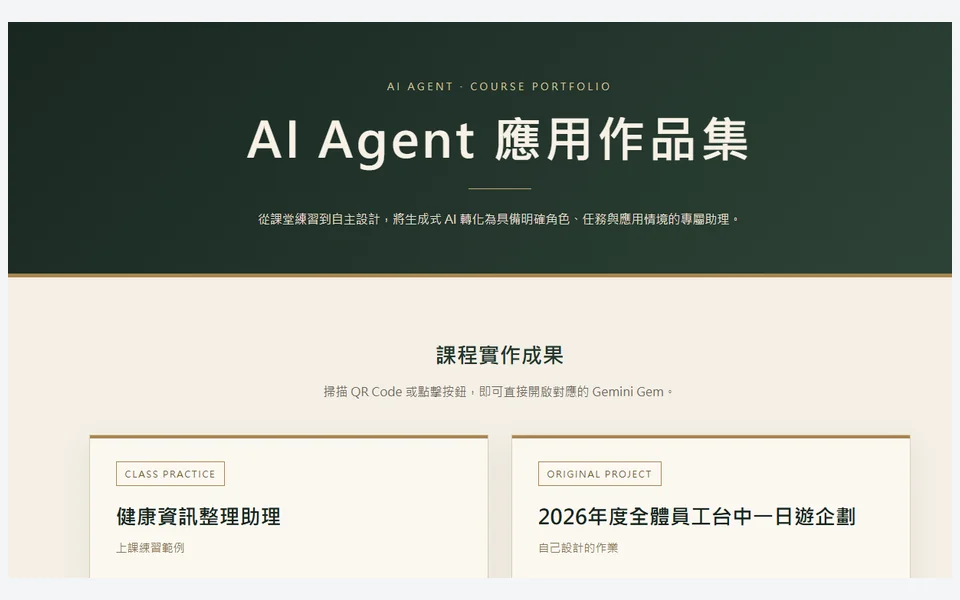 AI AGENT · COURSE PORTFOLIO
AI Agent 應用作品集
從課堂練習到自主設計，將生成式 AI 轉化為具備明確角色、任務與應用情境的專屬助理。
課程實作成果
掃描 QR Code 或點擊按鈕，即可直接開啟對應的 Gemini Gem。
CLASS PRACTICE
健康資訊整理助理
上課練習範例
ORIGINAL PROJECT
2026年度全體員工台中一日遊企劃
自己設計的作業